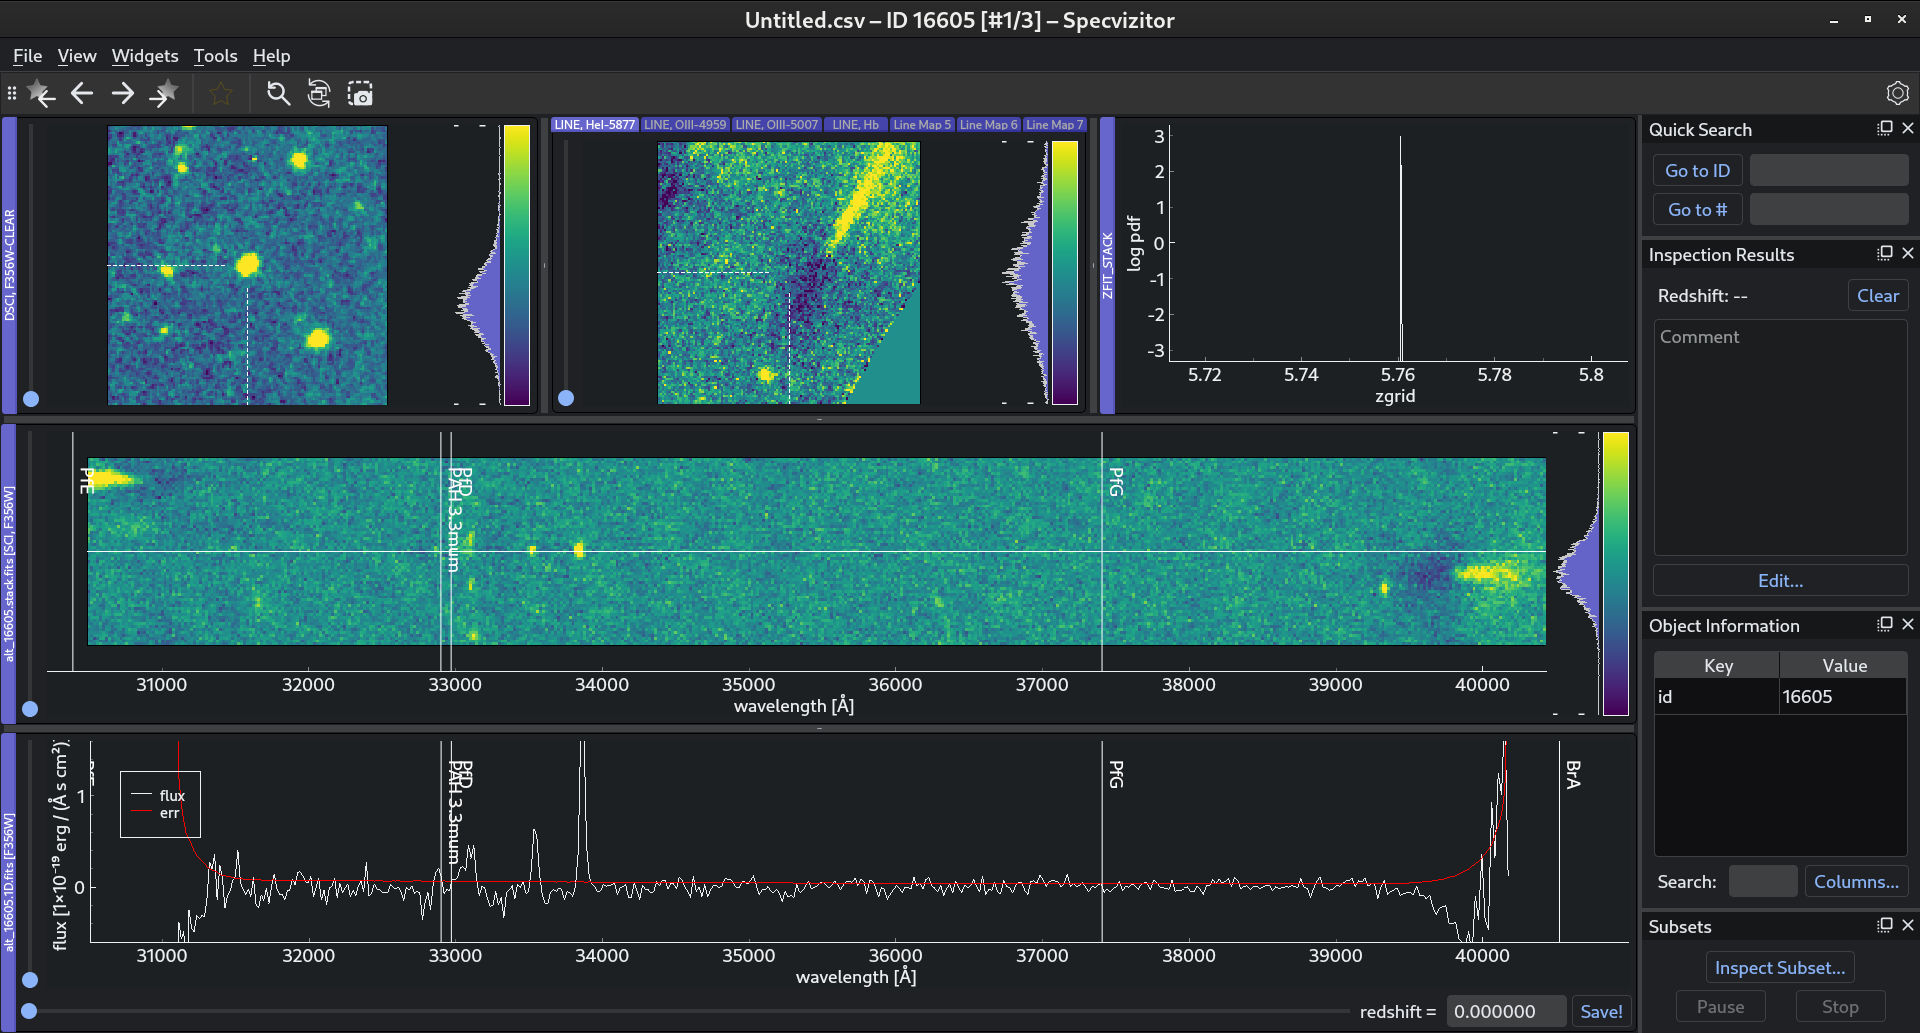 Untitled.csv – ID 16605 [#1/3] – Specvizitor
File View Widgets Tools Help
DSCI, F356W-CLEAR
LINE, HeI-5877 LINE, OIII-4959 LINE, OIII-5007 LINE, Hb Line Map 5 Line Map 6 Line Map 7
ZFIT_STACK
log pdf
3
2
1
0
-1
-2
-3
5.72 5.74 5.76 5.78 5.8
zgrid
alt_16605.stack.fits [SCI, F356W]
PfE
PAH 3.3mum
PfD
PfG
31000 32000 33000 34000 35000 36000 37000 38000 39000 40000
wavelength [Å]
alt_16605.1D.fits [F356W]
flux [1×10⁻¹⁹ erg / (Å s cm²)]
1
0
flux
err
PAH 3.3mum
PfD
PfG
BrA
31000 32000 33000 34000 35000 36000 37000 38000 39000 40000
wavelength [Å]
redshift = 0.000000 Save!
Quick Search
Go to ID
Go to #
Inspection Results
Redshift: -- Clear
Comment
Edit...
Object Information
Key Value
id 16605
Search: Columns...
Subsets
Inspect Subset...
Pause Stop